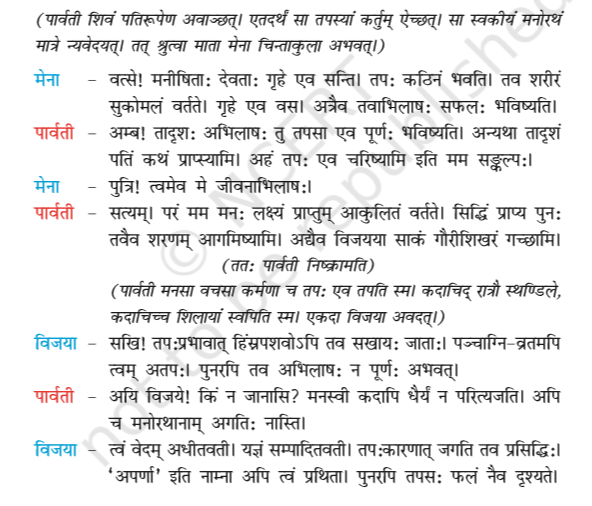 (पार्वती शिवं पतिरूपेण अवाञ्छत्। एतदर्थं सा तपस्यां कर्तुम् ऐच्छत्। सा स्वकीयं मनोरथं
मात्रे न्यवेदयत्। तत् श्रुत्वा माता मेना चिन्ताकुला अभवत्।)
मेना – वत्से! मनीषिता: देवता: गृहे एव सन्ति। तप: कठिनं भवति। तव शरीरं
सुकोमलं वर्तते। गृहे एव वस। अत्रैव तवाभिलाष: सफल: भविष्यति।
पार्वती – अम्ब! तादृश: अभिलाष: तु तपसा एव पूर्ण: भविष्यति। अन्यथा तादृशं
पतिं कथं प्राप्स्यामि। अहं तप: एव चरिष्यामि इति मम सङ्कल्प:।
मेना – पुत्रि! त्वमेव मे जीवनाभिलाष:।
पार्वती – सत्यम्। परं मम मन: लक्ष्यं प्राप्तुम् आकुलितं वर्तते। सिद्धिं प्राप्य पुन:
तवैव शरणम् आगमिष्यामि। अद्यैव विजयया साकं गौरीशिखरं गच्छामि।
(तत: पार्वती निष्क्रामति)
(पार्वती मनसा वचसा कर्मणा च तप: एव तपति स्म। कदाचिद् रात्रौ स्थण्डिले,
कदाचिच्च शिलायां स्वपिति स्म। एकदा विजया अवदत्।)
विजया – सखि! तप:प्रभावात् हिंस्रपशवोऽपि तव सखाय: जाता:। पञ्चाग्नि-व्रतमपि
त्वम् अतप:। पुनरपि तव अभिलाष: न पूर्ण: अभवत्।
पार्वती – अयि विजये! किं न जानासि? मनस्वी कदापि धैर्यं न परित्यजति। अपि
च मनोरथानाम् अगति: नास्ति।
विजया – त्वं वेदम् अधीतवती। यज्ञं सम्पादितवती। तप:कारणात् जगति तव प्रसिद्धि:।
‘अपर्णा’ इति नाम्ना अपि त्वं प्रथिता। पुनरपि तपस: फलं नैव दृश्यते।
© NCERT
not to be republished